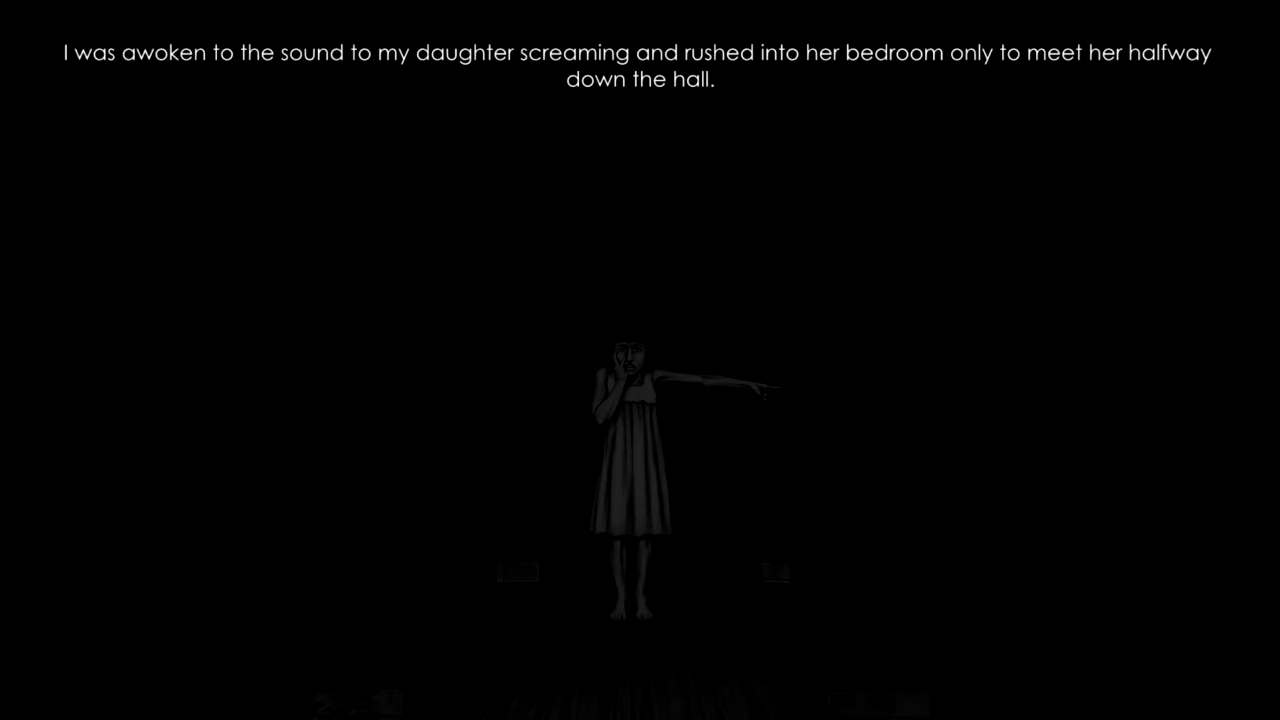 I was awoken to the sound to my daughter screaming and rushed into her bedroom only to meet her halfway
down the hall.